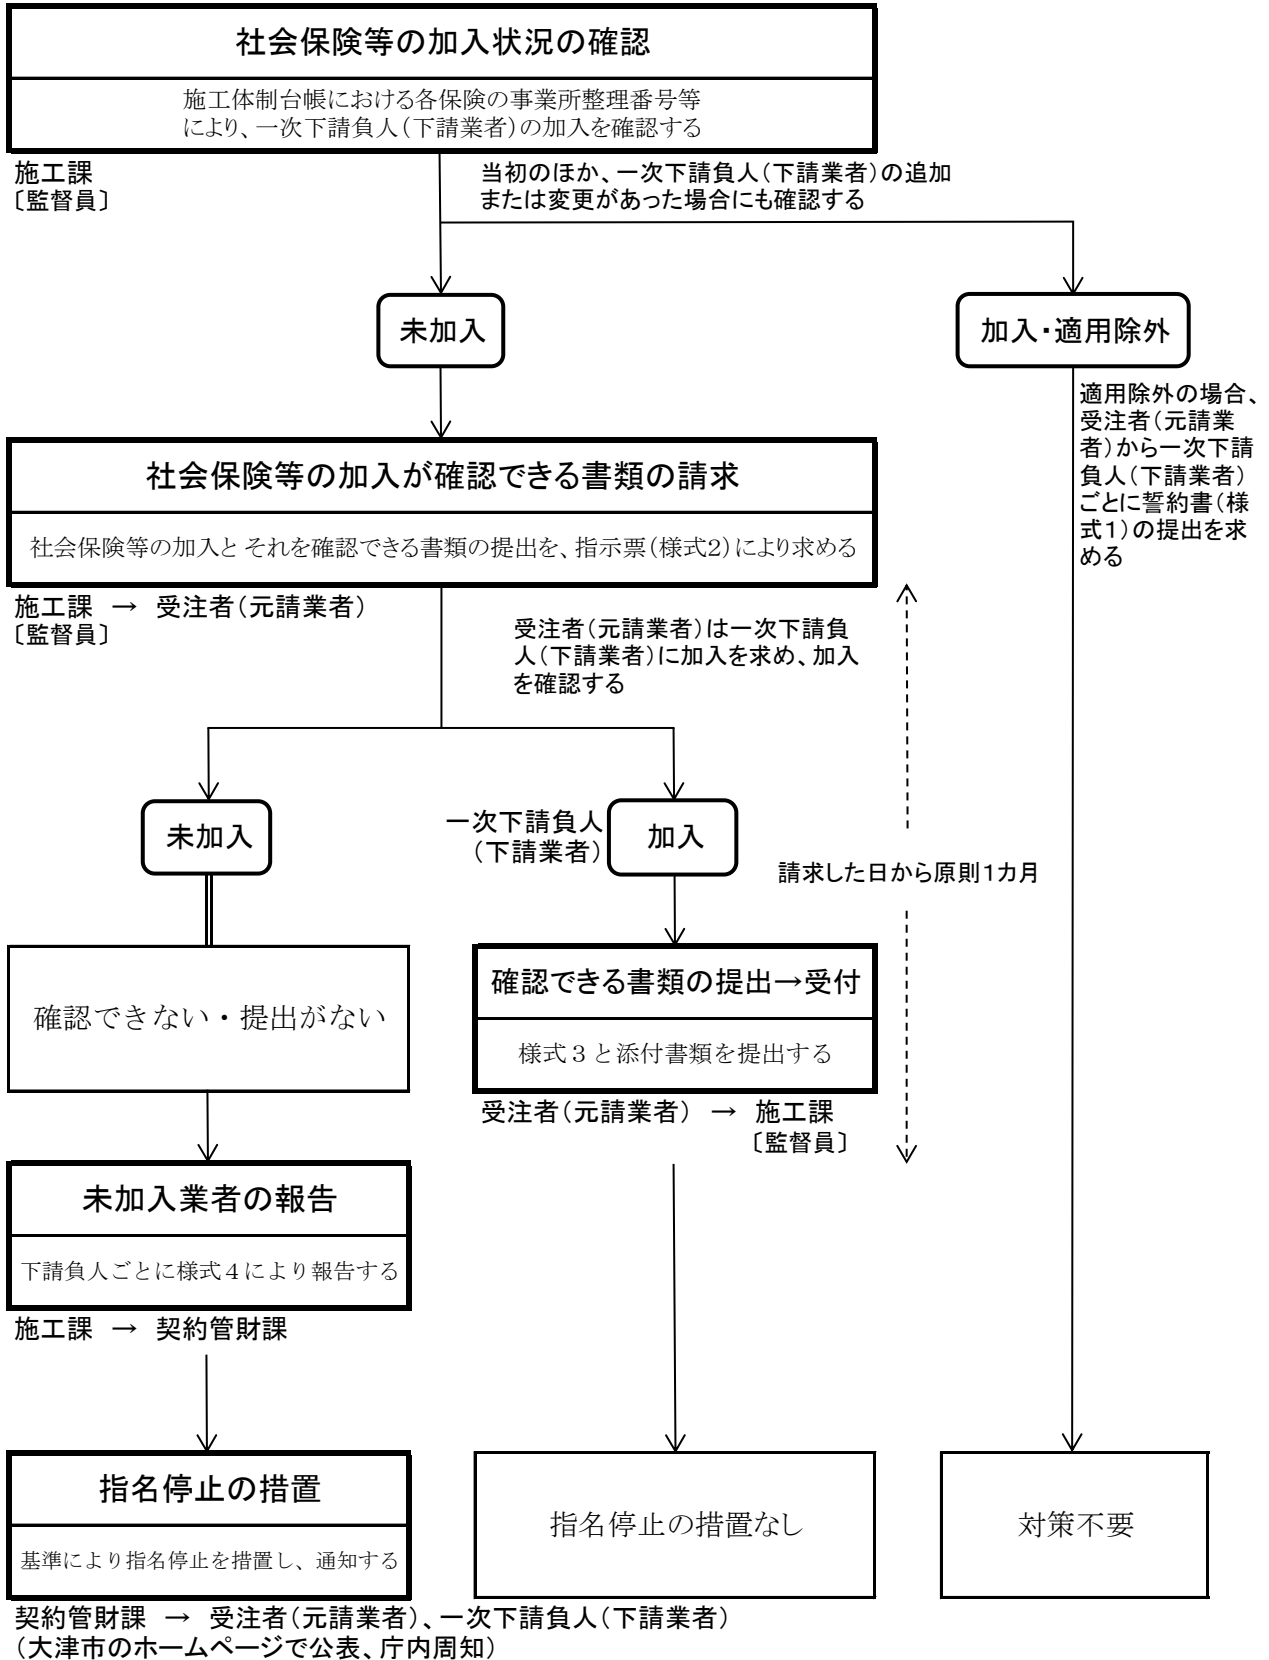 社会保険等の加入状況の確認
施工体制台帳における各保険の事業所整理番号等
により、一次下請負人（下請業者）の加入を確認する
施工課
〔監督員〕
当初のほか、一次下請負人（下請業者）の追加
または変更があった場合にも確認する
未加入
加入・適用除外
適用除外の場合、
受注者（元請業
者）から一次下請
負人（下請業者）
ごとに誓約書（様
式１）の提出を求
める
社会保険等の加入が確認できる書類の請求
社会保険等の加入と それを確認できる書類の提出を、指示票（様式２）により求める
施工課 → 受注者（元請業者）
〔監督員〕
受注者（元請業者）は一次下請負
人（下請業者）に加入を求め、加入
を確認する
未加入
一次下請負人
（下請業者）
加入
請求した日から原則１カ月
確認できない・提出がない
確認できる書類の提出→受付
様式３と添付書類を提出する
受注者（元請業者） → 施工課
〔監督員〕
未加入業者の報告
下請負人ごとに様式４により報告する
施工課 → 契約管財課
指名停止の措置
基準により指名停止を措置し、通知する
指名停止の措置なし
対策不要
契約管財課 → 受注者（元請業者）、一次下請負人（下請業者）
（大津市のホームページで公表、庁内周知）